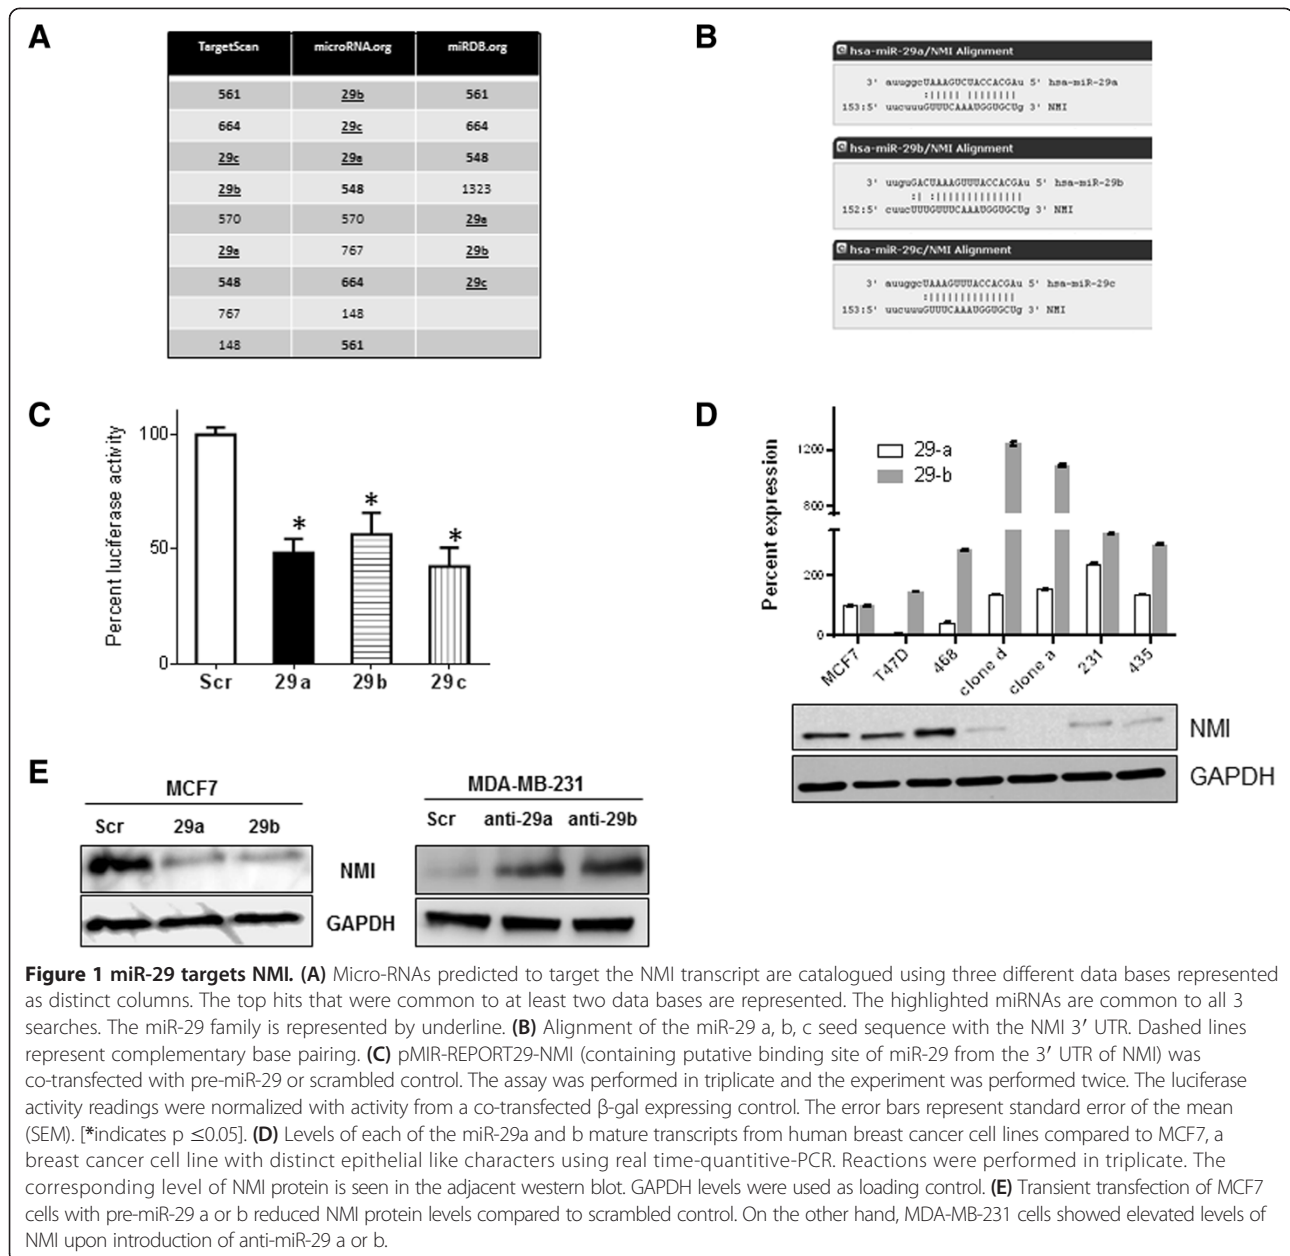 A
TargetScan microRNA.org miRDB.org
561 29b 561
664 29c 664
29c 29a 548
29b 548 1323
570 570 29a
29a 767 29b
548 664 29c
767 148
148 561
B
hsa-miR-29a/NMI Alignment
3' auuggcUAAAGUCUACCACGAu 5' hsa-miR-29a
:||||| ||||||||
153:5' uucuuuGUUUCAAAUGGUGCUg 3' NMI
hsa-miR-29b/NMI Alignment
3' uuguGACUAAAGUUUACCACGAu 5' hsa-miR-29b
:| :||||||||||||||
152:5' cuucUUUGUUUCAAAUGGUGCUg 3' NMI
hsa-miR-29c/NMI Alignment
3' auuggcUAAAGUUUACCACGAu 5' hsa-miR-29c
:||||||||||||||
153:5' uucuuuGUUUCAAAUGGUGCUg 3' NMI
C
Percent luciferase activity
100
50
0
* * *
Scr 29a 29b 29c
D
Percent expression
1200
800
200
0
29-a
29-b
MCF7 T47D 468 clone d clone a 231 435
NMI
GAPDH
E
MCF7
Scr 29a 29b
MDA-MB-231
Scr anti-29a anti-29b
NMI
GAPDH
Figure 1 miR-29 targets NMI. (A) Micro-RNAs predicted to target the NMI transcript are catalogued using three different data bases represented
as distinct columns. The top hits that were common to at least two data bases are represented. The highlighted miRNAs are common to all 3
searches. The miR-29 family is represented by underline. (B) Alignment of the miR-29 a, b, c seed sequence with the NMI 3′ UTR. Dashed lines
represent complementary base pairing. (C) pMIR-REPORT29-NMI (containing putative binding site of miR-29 from the 3′ UTR of NMI) was
co-transfected with pre-miR-29 or scrambled control. The assay was performed in triplicate and the experiment was performed twice. The luciferase
activity readings were normalized with activity from a co-transfected β-gal expressing control. The error bars represent standard error of the mean
(SEM). [*indicates p ≤0.05]. (D) Levels of each of the miR-29a and b mature transcripts from human breast cancer cell lines compared to MCF7, a
breast cancer cell line with distinct epithelial like characters using real time-quantitive-PCR. Reactions were performed in triplicate. The
corresponding level of NMI protein is seen in the adjacent western blot. GAPDH levels were used as loading control. (E) Transient transfection of MCF7
cells with pre-miR-29 a or b reduced NMI protein levels compared to scrambled control. On the other hand, MDA-MB-231 cells showed elevated levels of
NMI upon introduction of anti-miR-29 a or b.